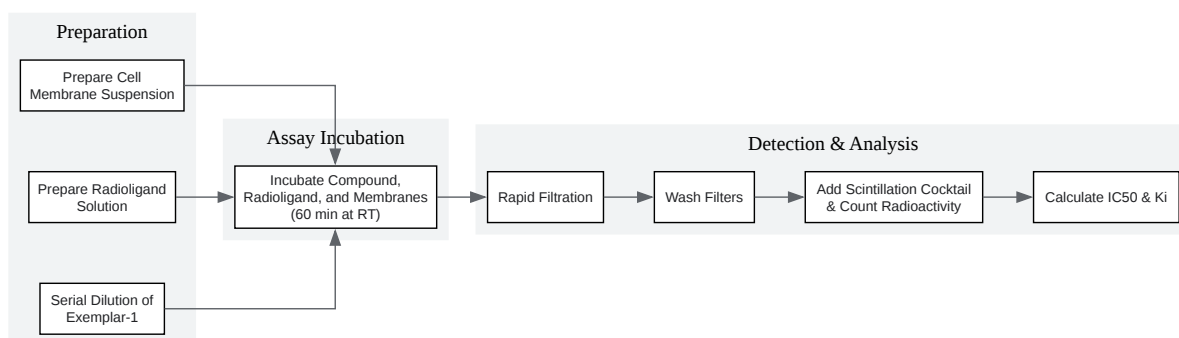 Preparation
Prepare Cell
Membrane Suspension
Prepare Radioligand
Solution
Serial Dilution of
Exemplar-1
Assay Incubation
Incubate Compound,
Radioligand, and Membranes
(60 min at RT)
Detection & Analysis
Rapid Filtration
Wash Filters
Add Scintillation Cocktail
& Count Radioactivity
Calculate IC50 & Ki